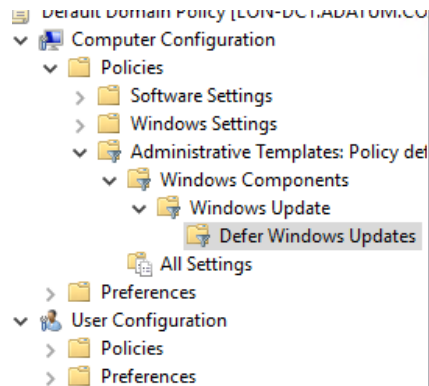 Default Domain Policy [LON-DC1.ADATUM.CO
Computer Configuration
Policies
Software Settings
Windows Settings
Administrative Templates: Policy def
Windows Components
Windows Update
Defer Windows Updates
All Settings
Preferences
User Configuration
Policies
Preferences